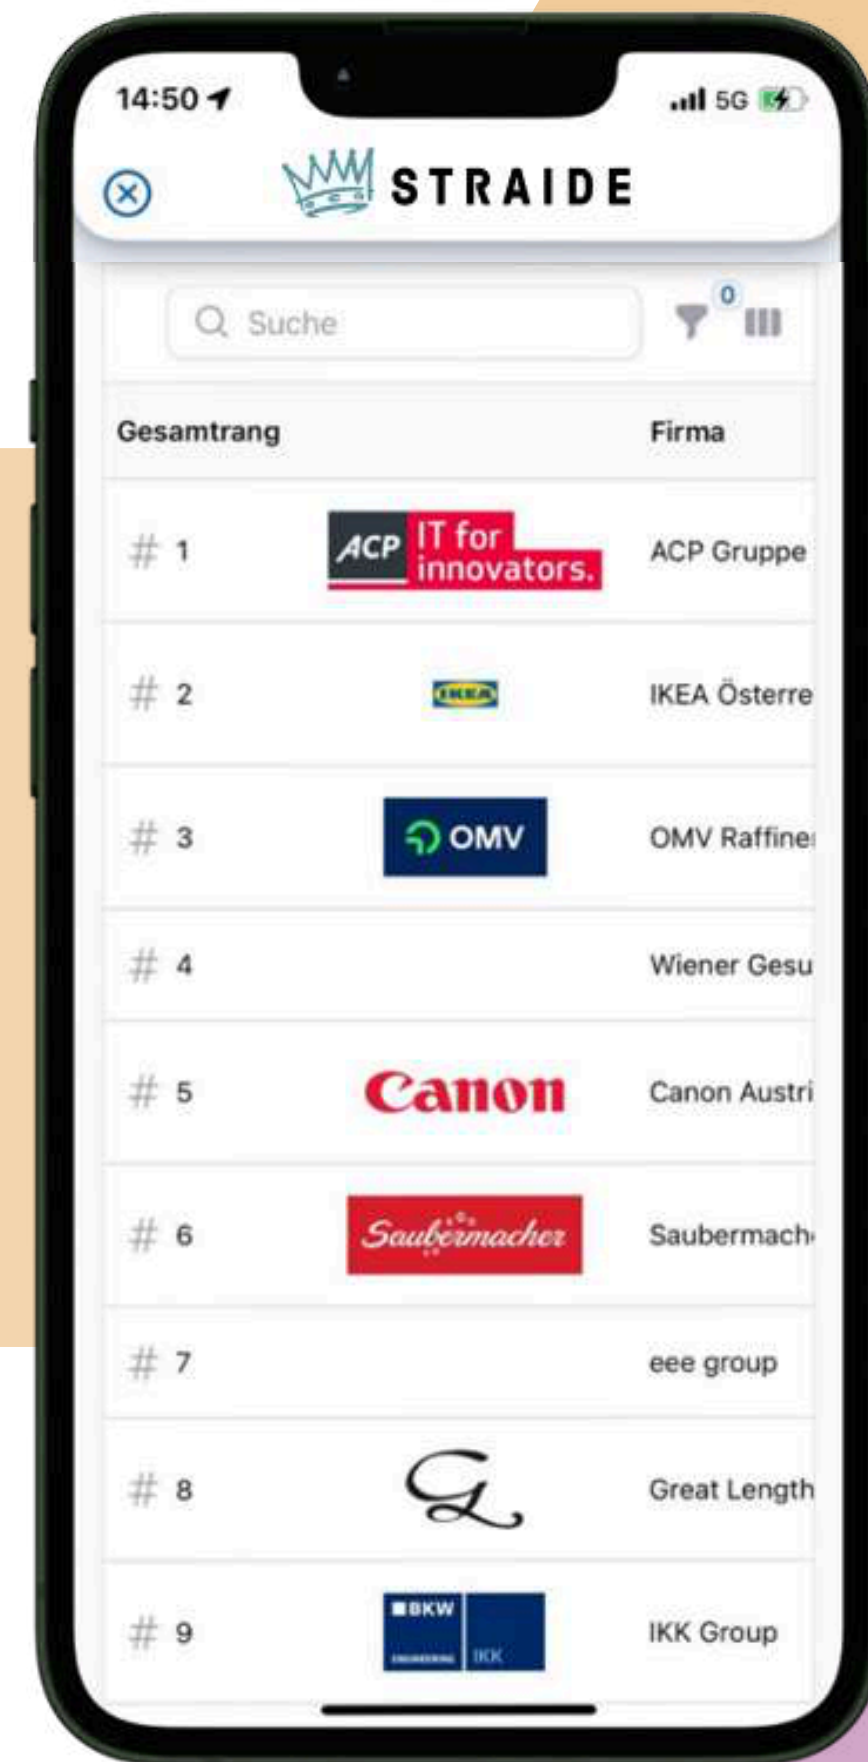 14:50
5G
STRAIDE
Suche
0
Gesamtrang Firma
# 1 ACP IT for innovators. ACP Gruppe
# 2 IKEA IKEA Österre
# 3 OMV OMV Raffine
# 4 Wiener Gesu
# 5 Canon Canon Austri
# 6 Saubermacher Saubermach
# 7 eee group
# 8 GL Great Length
# 9 BKW ENGINEERING IKK IKK Group